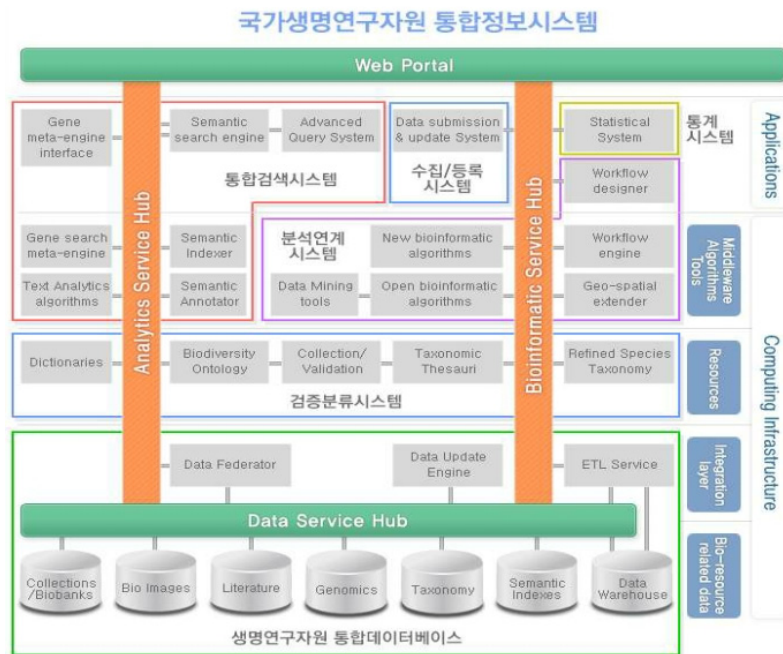 국가생명연구자원 통합정보시스템
Web Portal
Gene
meta-engine
interface
Semantic
search engine
Advanced
Query System
통합검색시스템
Data submission
& update System
수집/등록
시스템
Statistical
System
통계
시스템
Workflow
designer
Applications
Analytics Service Hub
Bioinformatic Service Hub
Gene search
meta-engine
Semantic
Indexer
분석연계
시스템
New bioinformatic
algorithms
Workflow
engine
Text Analytics
algorithms
Semantic
Annotator
Data Mining
tools
Open bioinformatic
algorithms
Geo-spatial
extender
Middleware
Algorithms
Tools
Dictionaries
Biodiversity
Ontology
Collection/
Validation
Taxonomic
Thesauri
Refined Species
Taxonomy
검증분류시스템
Resources
Computing Infrastructure
Data Federator
Data Update
Engine
ETL Service
Integration
layer
Data Service Hub
Collections
/Biobanks
Bio Images
Literature
Genomics
Taxonomy
Semantic
Indexes
Data
Warehouse
Bio-resource
related data
생명연구자원 통합데이터베이스